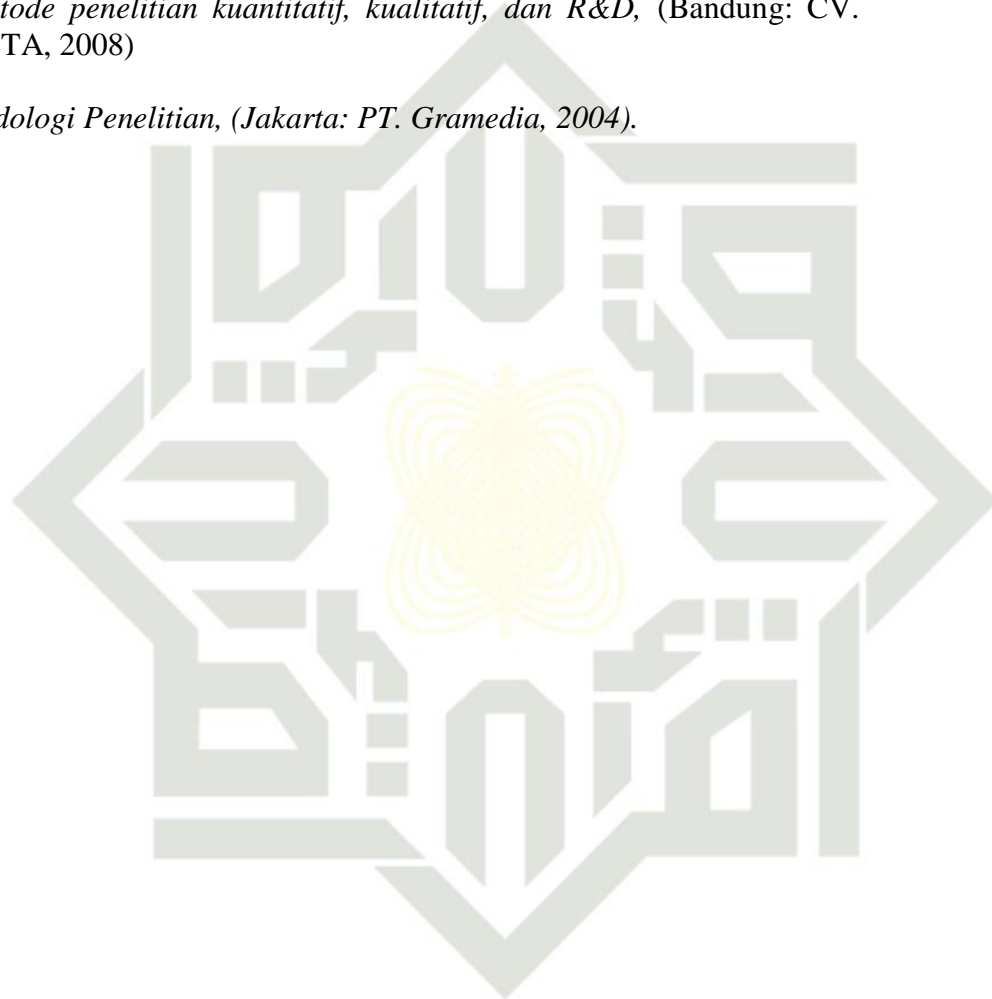 tode penelitian kuantitatif, kualitatif, dan R&D, (Bandung: CV.
TA, 2008)
dologi Penelitian, (Jakarta: PT. Gramedia, 2004).